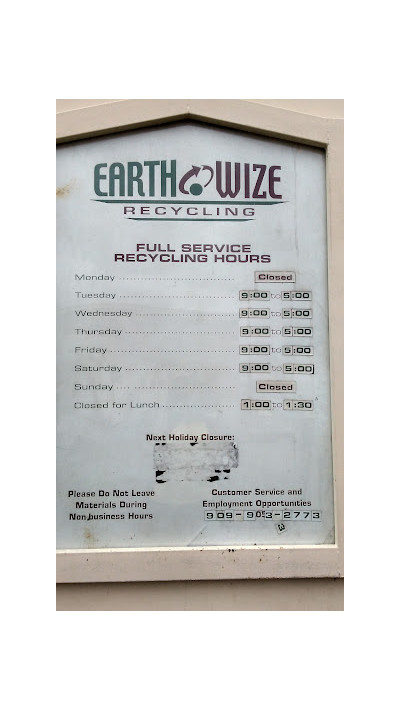 EARTH WIZE
RECYCLING
FULL SERVICE
RECYCLING HOURS
Monday Closed
Tuesday 9:00 to 5:00
Wednesday 9:00 to 5:00
Thursday 9:00 to 5:00
Friday 9:00 to 5:00
Saturday 9:00 to 5:00
Sunday Closed
Closed for Lunch 1:00 to 1:30
Next Holiday Closure:
Please Do Not Leave
Materials During
Non business Hours
Customer Service and
Employment Opportunities
909-
3-2773